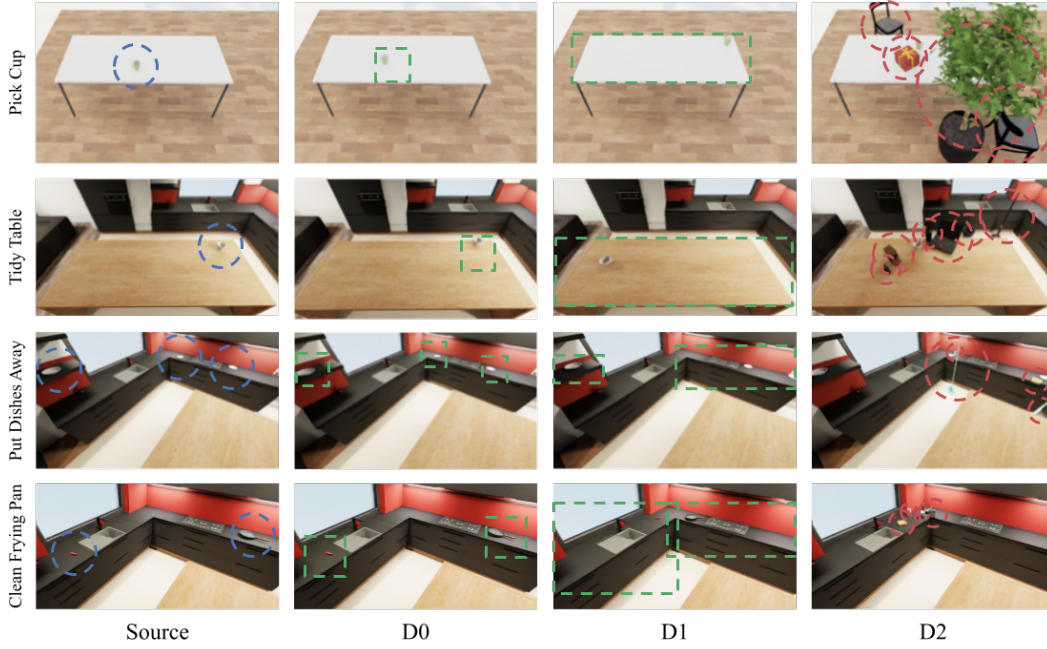 Pick Cup
Tidy Table
Put Dishes Away
Clean Frying Pan
Source
D0
D1
D2